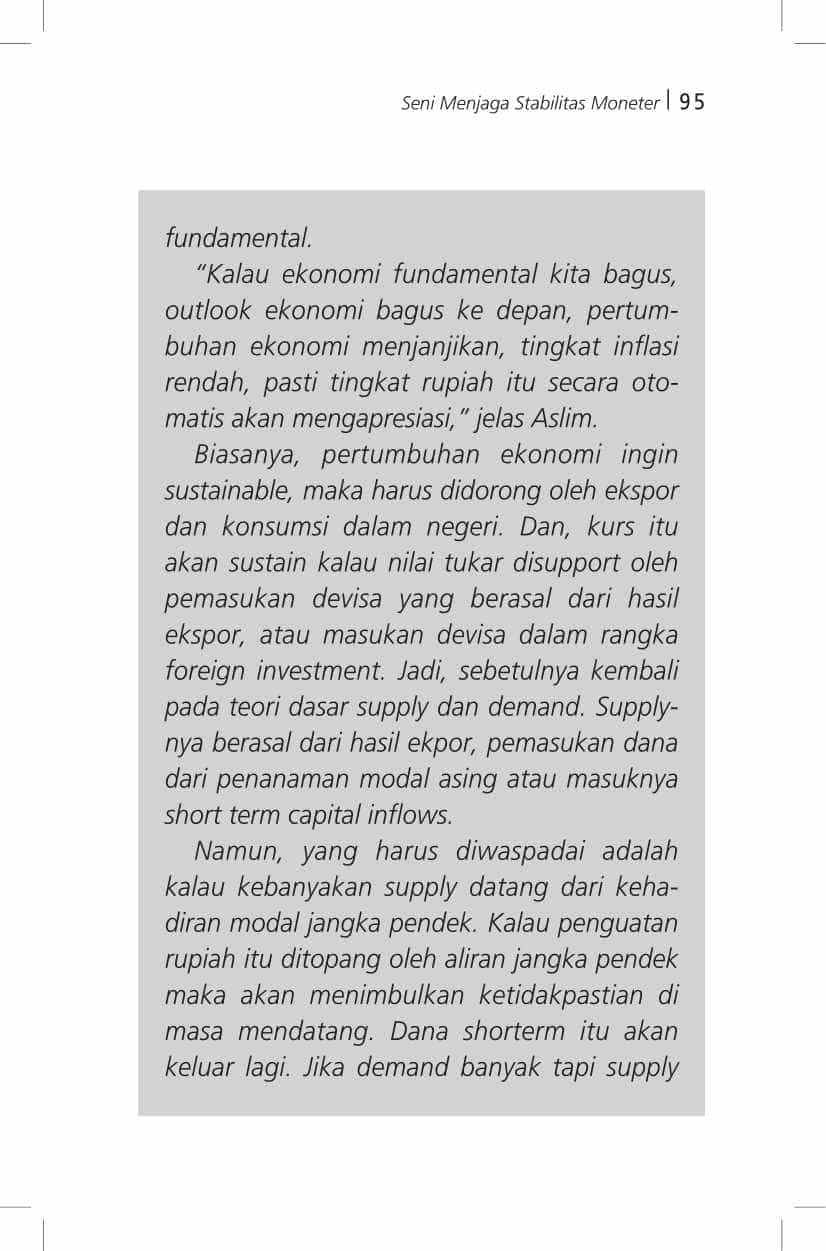 Seni Menjaga Stabilitas Moneter | 95
fundamental.
“Kalau ekonomi fundamental kita bagus,
outlook ekonomi bagus ke depan, pertum-
buhan ekonomi menjanjikan, tingkat inflasi
rendah, pasti tingkat rupiah itu secara oto-
matis akan mengapresiasi,” jelas Aslim.
Biasanya, pertumbuhan ekonomi ingin
sustainable, maka harus didorong oleh ekspor
dan konsumsi dalam negeri. Dan, kurs itu
akan sustain kalau nilai tukar disupport oleh
pemasukan devisa yang berasal dari hasil
ekspor, atau masukan devisa dalam rangka
foreign investment. Jadi, sebetulnya kembali
pada teori dasar supply dan demand. Supply-
nya berasal dari hasil ekpor, pemasukan dana
dari penanaman modal asing atau masuknya
short term capital inflows.
Namun, yang harus diwaspadai adalah
kalau kebanyakan supply datang dari keha-
diran modal jangka pendek. Kalau penguatan
rupiah itu ditopang oleh aliran jangka pendek
maka akan menimbulkan ketidakpastian di
masa mendatang. Dana shorterm itu akan
keluar lagi. Jika demand banyak tapi supply